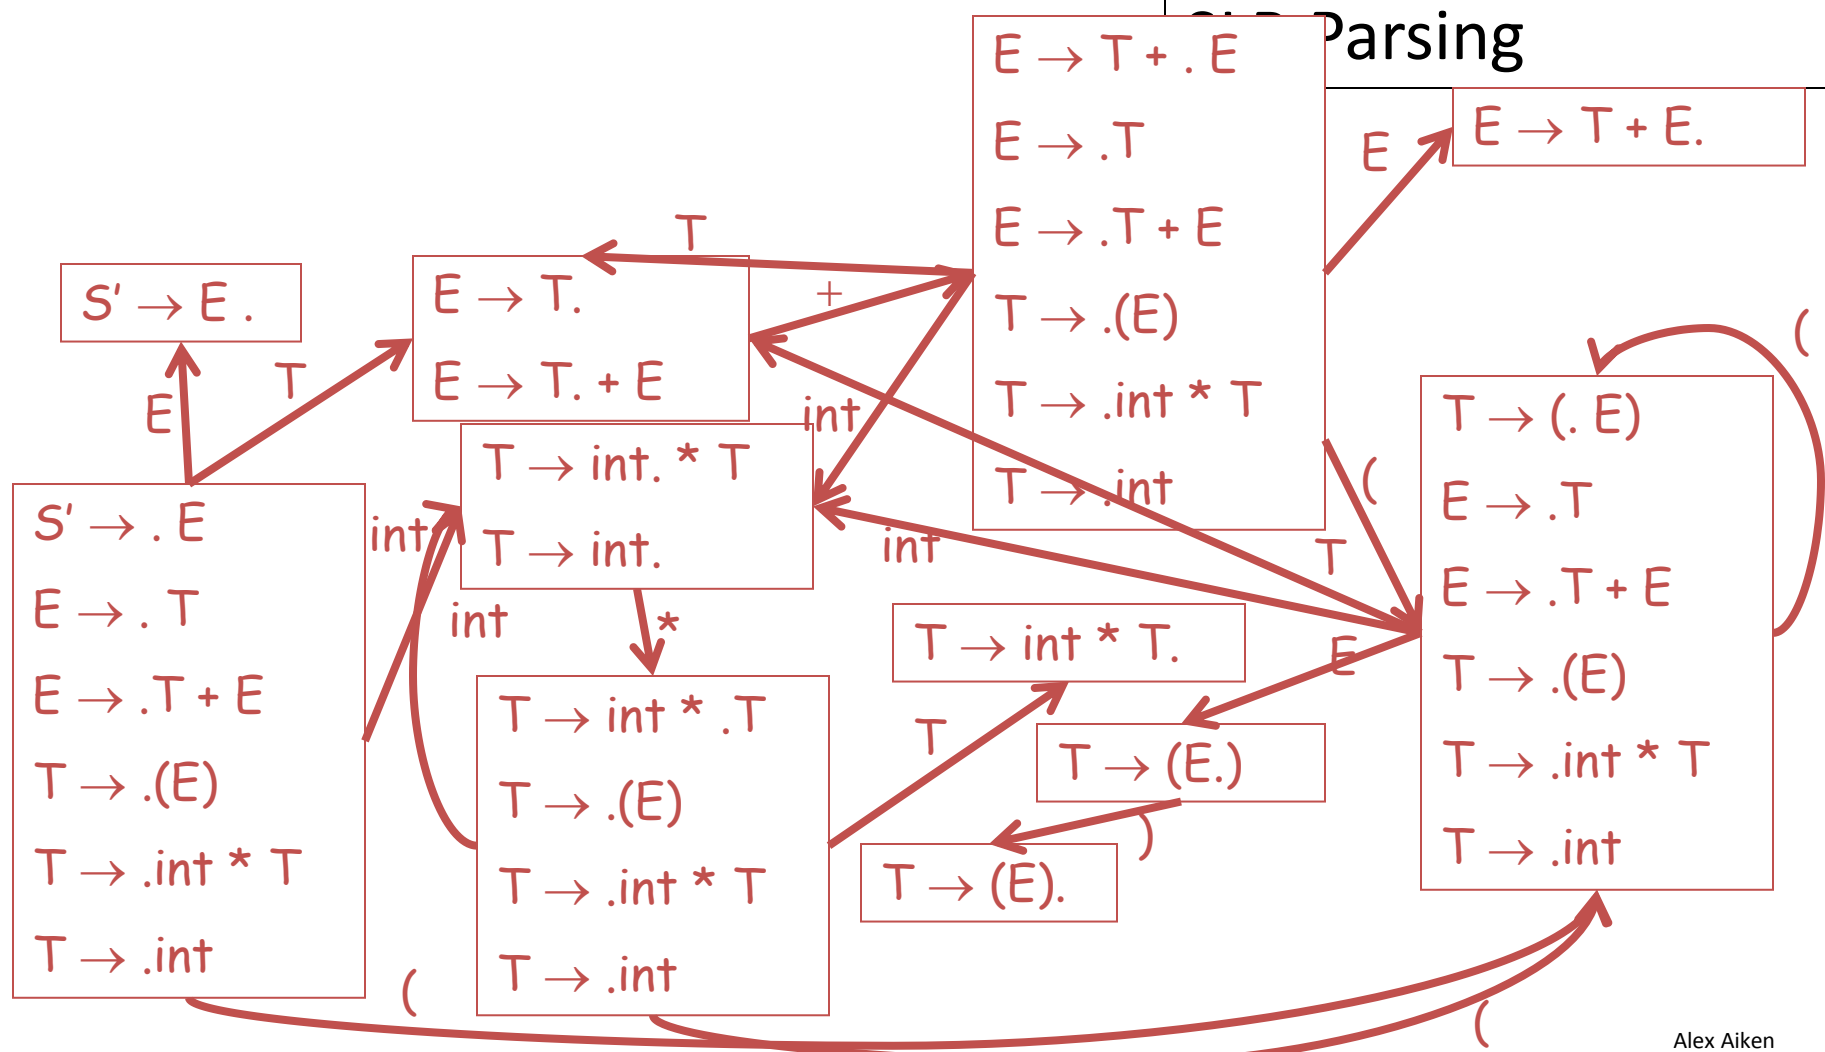 Parsing
E → T + . E
E → .T
E → .T + E
T → .(E)
T → .int * T
T → .int
E
E → T + E.
T
S' → E .
E → T.
E → T. + E
+
E
T
int
T → int. * T
T → int.
int
int
int
*
S' → . E
E → . T
E → .T + E
T → .(E)
T → .int * T
T → .int
(
T → int * .T
T → .(E)
T → .int * T
T → .int
T
T → int * T.
E
T → (E.)
)
T → (E).
T
(
(
T → (. E)
E → .T
E → .T + E
T → .(E)
T → .int * T
T → .int
(
Alex Aiken